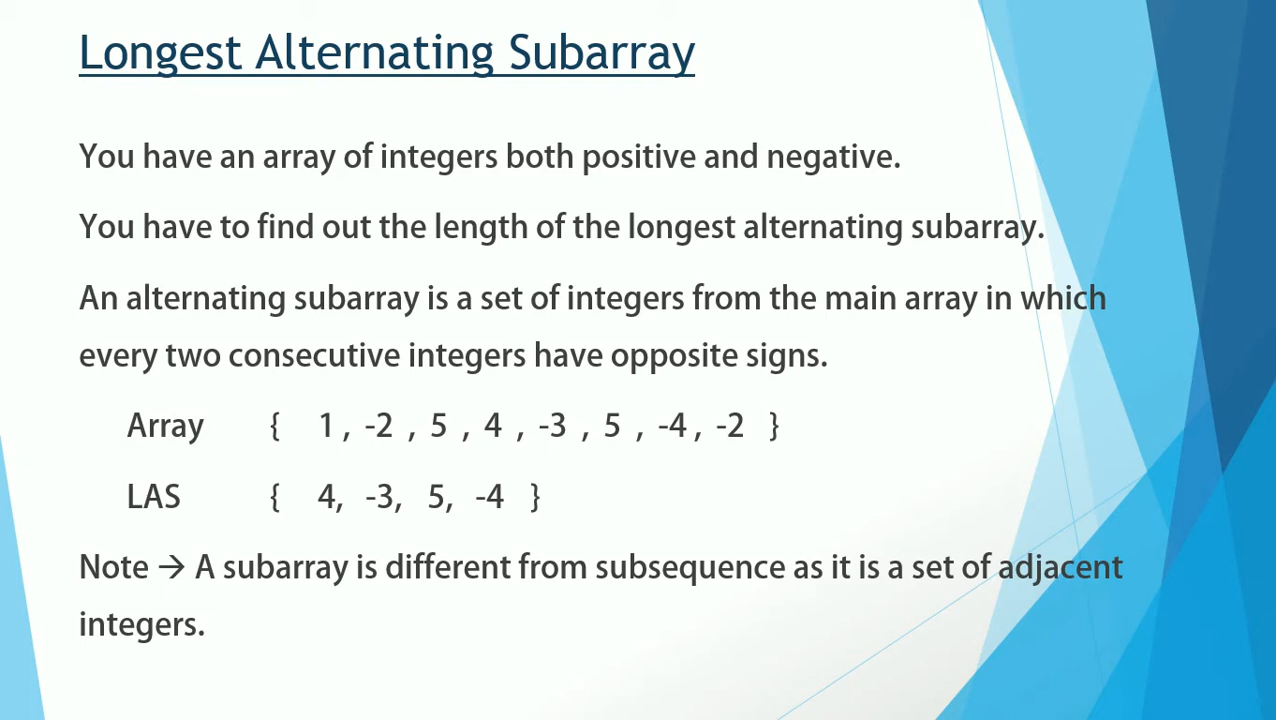 Longest Alternating Subarray
You have an array of integers both positive and negative.
You have to find out the length of the longest alternating subarray.
An alternating subarray is a set of integers from the main array in which
every two consecutive integers have opposite signs.
Array { 1 , -2 , 5 , 4 , -3 , 5 , -4 , -2 }
LAS { 4, -3, 5, -4 }
Note → A subarray is different from subsequence as it is a set of adjacent
integers.